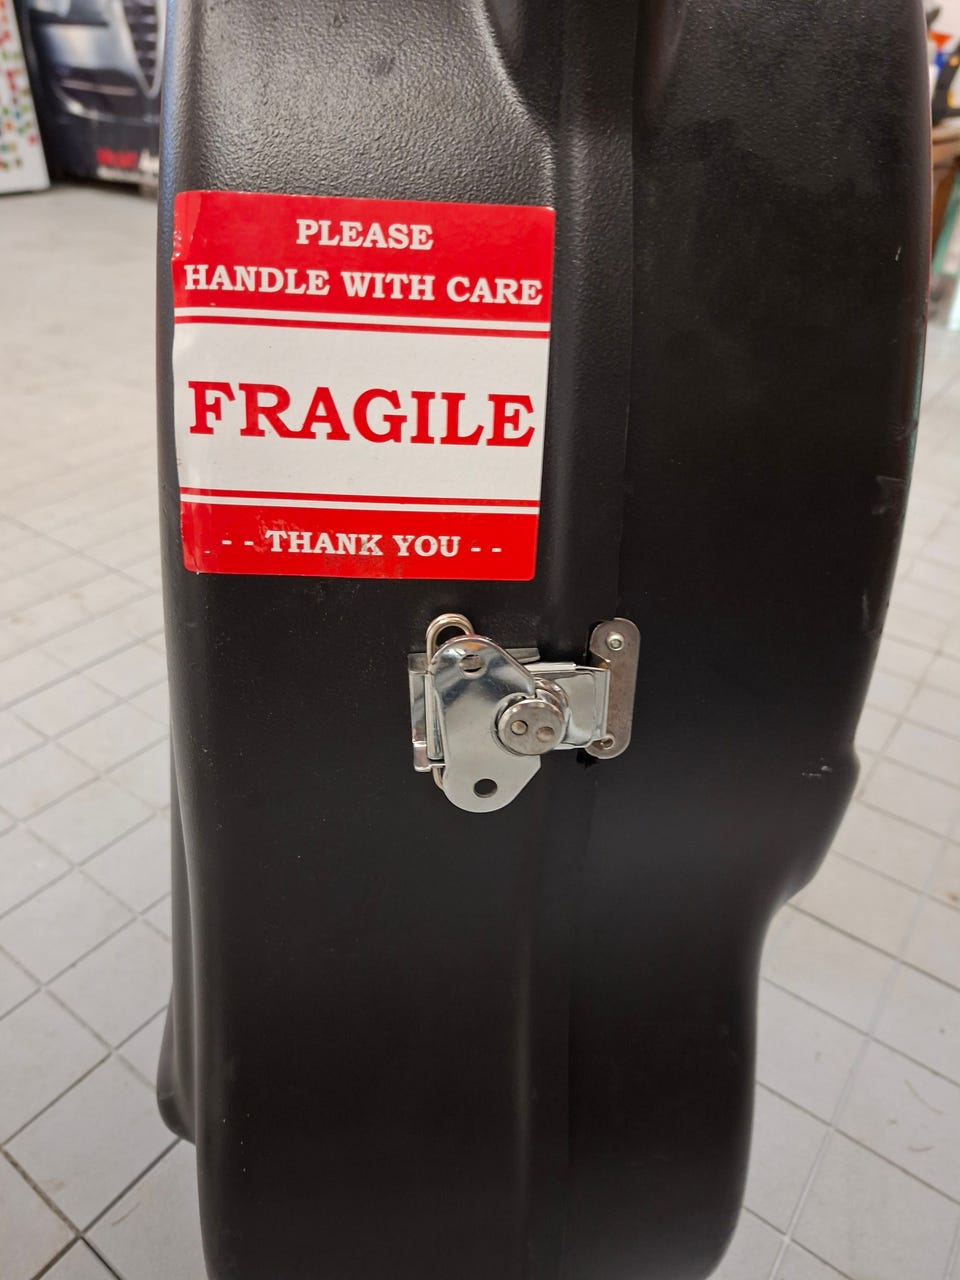 PLEASE
HANDLE WITH CARE
FRAGILE
- - THANK YOU - -